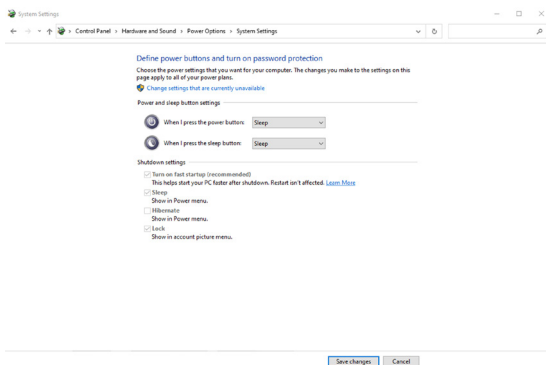 System Settings
Control Panel > Hardware and Sound > Power Options > System Settings
Define power buttons and turn on password protection
Choose the power settings that you want for your computer. The changes you make to the settings on this
page apply to all of your power plans.
Change settings that are currently unavailable
Power and sleep button settings
When I press the power button: Sleep
When I press the sleep button: Sleep
Shutdown settings
Turn on fast startup (recommended)
This helps start your PC faster after shutdown. Restart isn't affected. Learn More
Sleep
Show in Power menu.
Hibernate
Show in Power menu.
Lock
Show in account picture menu.
Save changes Cancel